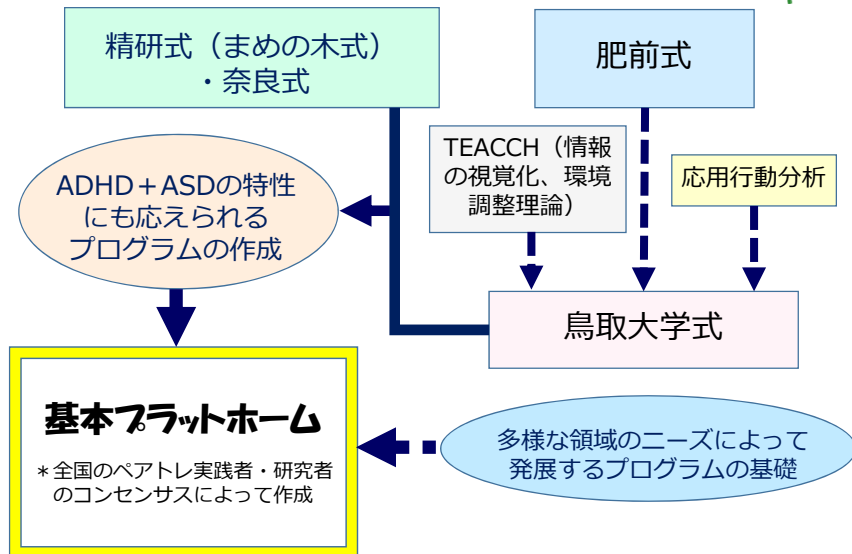 精研式（まめの木式）
・奈良式
肥前式
TEACCH（情報
の視覚化、環境
調整理論）
応用行動分析
ADHD＋ASDの特性
にも応えられる
プログラムの作成
鳥取大学式
基本プラットホーム
＊全国のペアトレ実践者・研究者
のコンセンサスによって作成
多様な領域のニーズによって
発展するプログラムの基礎